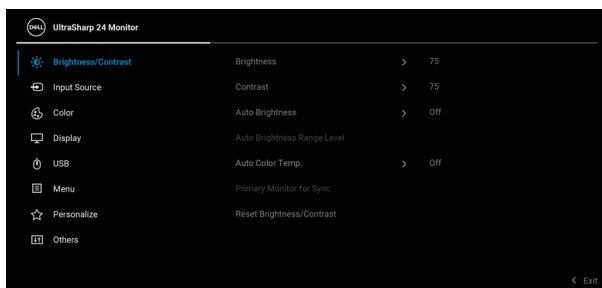 DELL UltraSharp 24 Monitor
Brightness/Contrast Brightness > 75
Input Source Contrast > 75
Color Auto Brightness > Off
Display Auto Brightness Range Level
USB Auto Color Temp. > Off
Menu Primary Monitor for Sync
Personalize Reset Brightness/Contrast
Others
< Exit